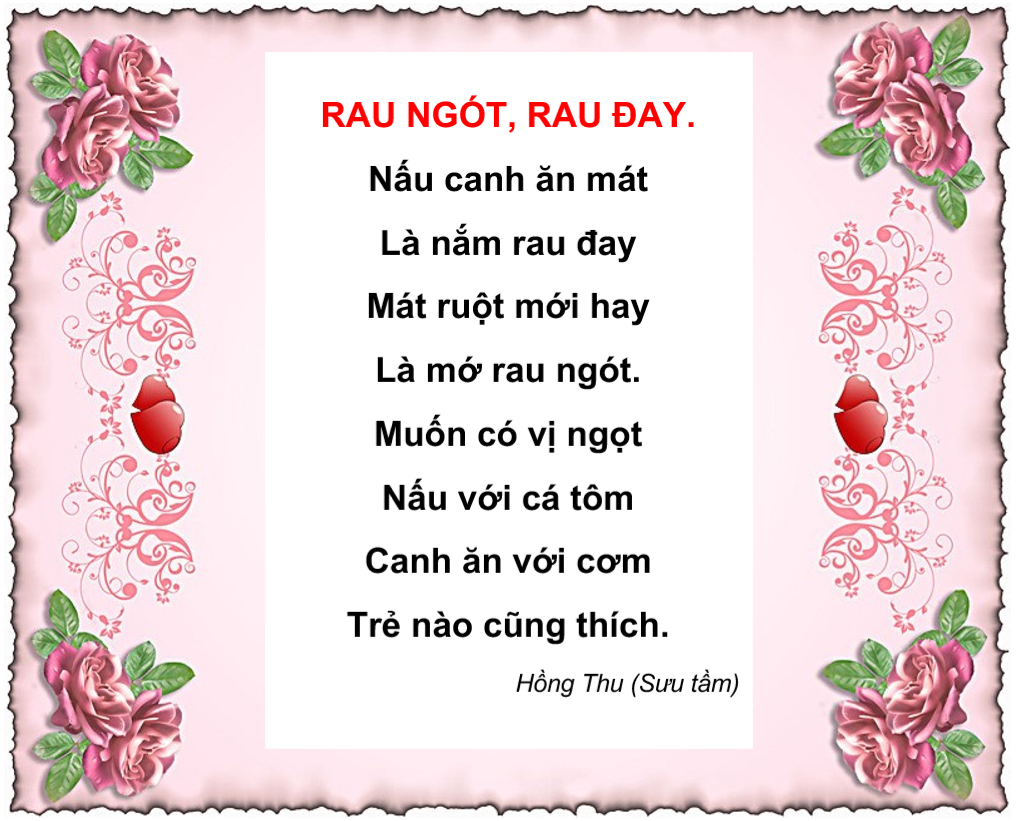 RAU NGÓT, RAU ĐAY.
Nấu canh ăn mát
Là nắm rau đay
Mát ruột mới hay
Là mớ rau ngót.
Muốn có vị ngọt
Nấu với cá tôm
Canh ăn với cơm
Trẻ nào cũng thích.
Hồng Thu (Sưu tầm)